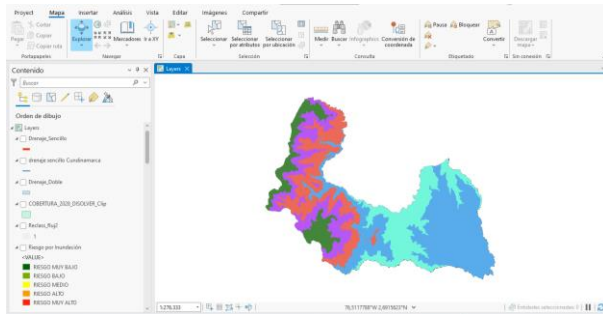 Project Mapa Insertar Análisis Vista Editar Imágenes Compartir
Cortar
Copiar
Copiar ruta
Explorar
Marcadores Ir a XY
Seleccionar Seleccionar por atributos Seleccionar por ubicación
Medir Buscar Infographics Conversión de coordenada
Pausa Bloquear
Convertir
Descargar mapa
Portapapeles Navegar Capa Selección Consulta Etiquetado Sin conexión
Contenido
Layers
Buscar
Orden de dibujo
Layers
Drenaje_Sencillo
drenaje sencillo Cundinamarca
Drenaje_Doble
COBERTURA_2020_DISOLVER_Clip
1
Riesgo por Inundación
<VALUE>
RIESGO MUY BAJO
RIESGO BAJO
RIESGO MEDIO
RIESGO ALTO
RIESGO MUY ALTO